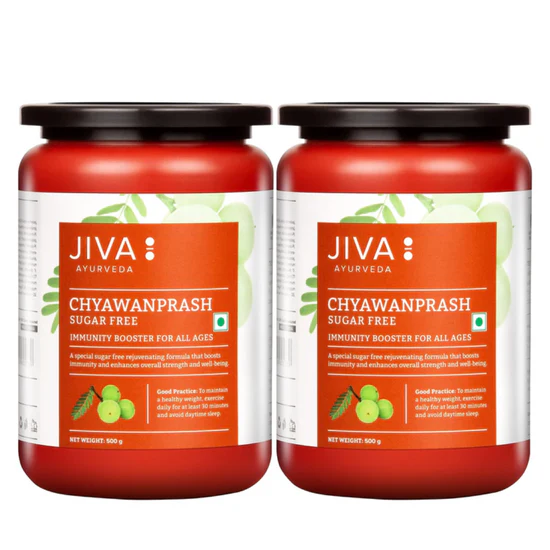 JIVA
AYURVEDA
CHYAWANPRASH
SUGAR FREE
IMMUNITY BOOSTER FOR ALL AGES
A special sugar free rejuvenating formula that boosts
immunity and enhances overall strength and well-being.
Good Practice: To maintain
a healthy weight, exercise
daily for at least 30 minutes
and avoid daytime sleep.
NET WEIGHT: 500 g
JIVA
AYURVEDA
CHYAWANPRASH
SUGAR FREE
IMMUNITY BOOSTER FOR ALL AGES
A special sugar free rejuvenating formula that boosts
immunity and enhances overall strength and well-being.
Good Practice: To maintain
a healthy weight, exercise
daily for at least 30 minutes
and avoid daytime sleep.
NET WEIGHT: 500 g